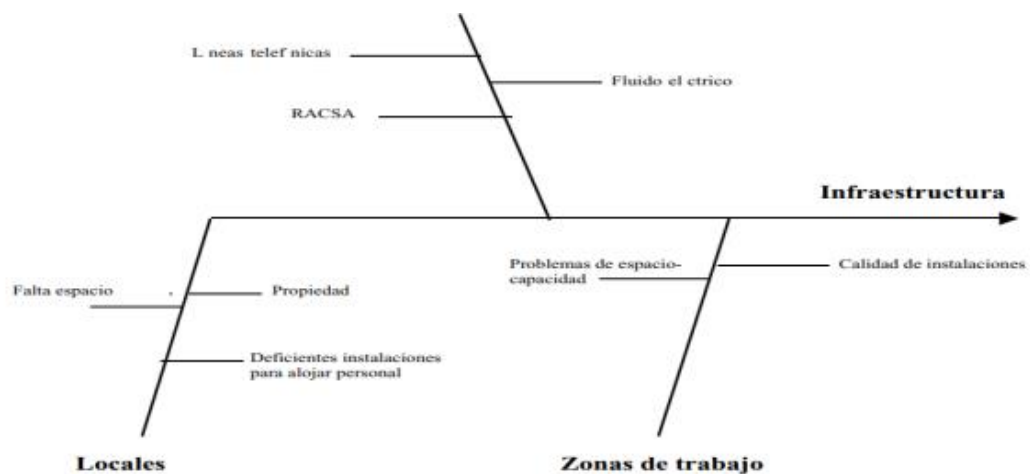 L neas telef nicas
Fluido el ctrico
RACSA
Infraestructura
Problemas de espacio-
capacidad
Calidad de instalaciones
Falta espacio
Propiedad
Deficientes instalaciones
para alojar personal
Locales
Zonas de trabajo